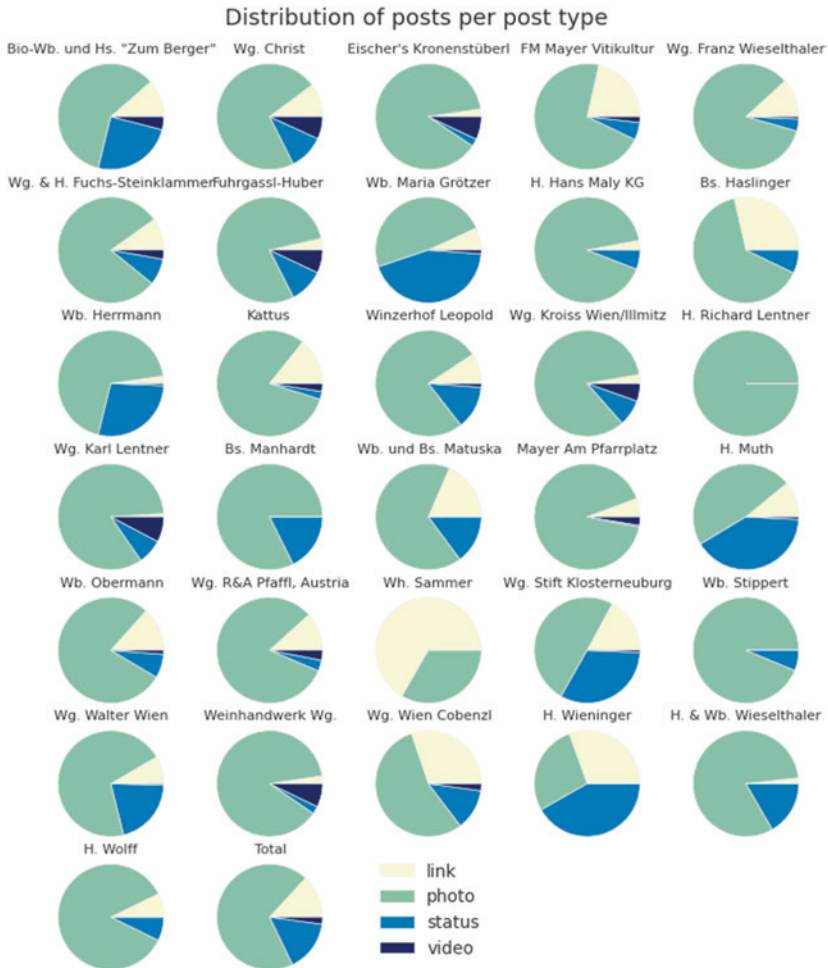 Distribution of posts per post type
Bio-Wb. und Hs. "Zum Berger" Wg. Christ Eischer's Kronenstüberl FM Mayer Vitikultur Wg. Franz Wieselthaler
Wg. & H. Fuchs-Steinklammer Fuhrgassl-Huber Wb. Maria Grötzer H. Hans Maly KG Bs. Haslinger
Wb. Herrmann Kattus Winzerhof Leopold Wg. Kroiss Wien/Illmitz H. Richard Lentner
Wg. Karl Lentner Bs. Manhardt Wb. und Bs. Matuska Mayer Am Pfarrplatz H. Muth
Wb. Obermann Wg. R&A Pfaffl, Austria Wh. Sammer Wg. Stift Klosterneuburg Wb. Stippert
Wg. Walter Wien Weinhandwerk Wg. Wg. Wien Cobenzl H. Wieninger H. & Wb. Wieselthaler
H. Wolff Total
link
photo
status
video